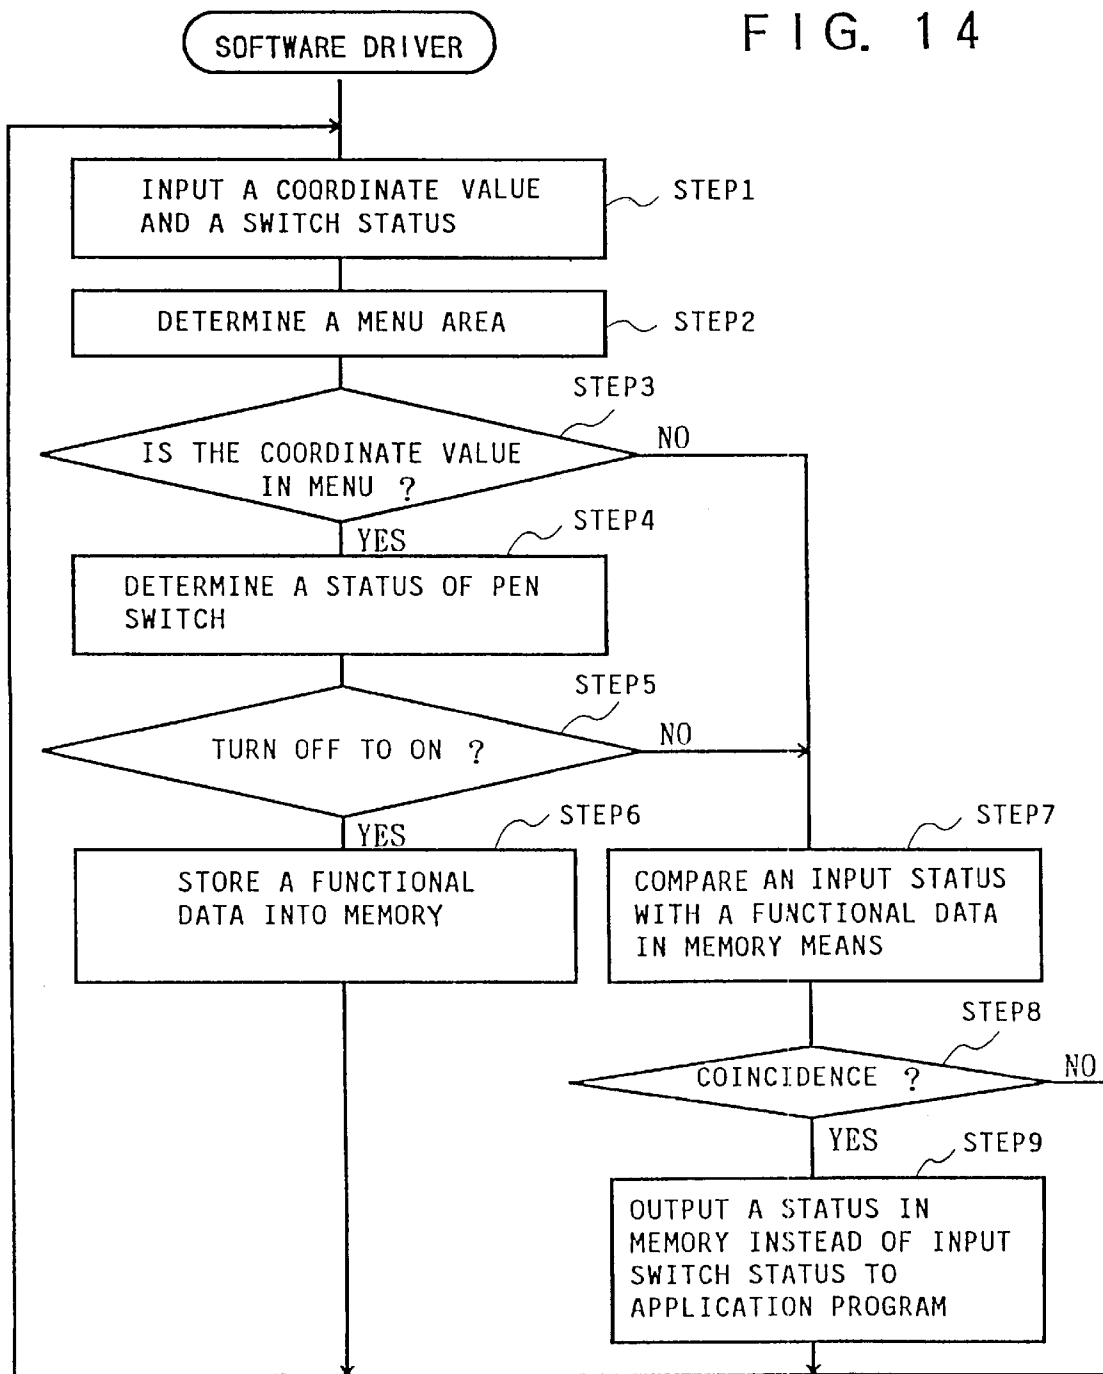 FIG. 14
SOFTWARE DRIVER
INPUT A COORDINATE VALUE
AND A SWITCH STATUS
STEP1
DETERMINE A MENU AREA
STEP2
STEP3
IS THE COORDINATE VALUE
IN MENU ?
NO
YES
STEP4
DETERMINE A STATUS OF PEN
SWITCH
STEP5
TURN OFF TO ON ?
NO
YES
STEP6
STORE A FUNCTIONAL
DATA INTO MEMORY
STEP7
COMPARE AN INPUT STATUS
WITH A FUNCTIONAL DATA
IN MEMORY MEANS
STEP8
COINCIDENCE ?
NO
YES
STEP9
OUTPUT A STATUS IN
MEMORY INSTEAD OF INPUT
SWITCH STATUS TO
APPLICATION PROGRAM